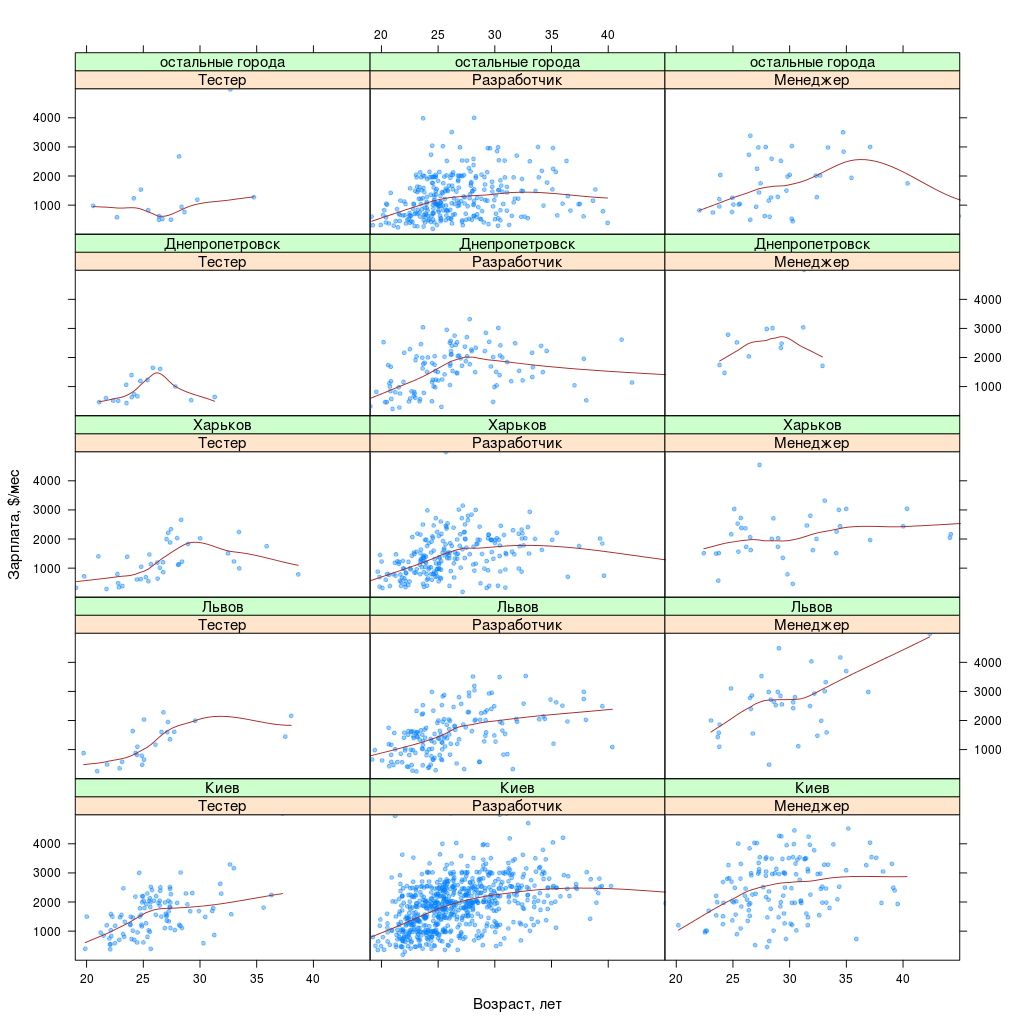 20 25 30 35 40
остальные города остальные города остальные города
Тестер Разработчик Менеджер
4000
3000
2000
1000
Днепропетровск Днепропетровск Днепропетровск
Тестер Разработчик Менеджер
4000
3000
2000
1000
Харьков Харьков Харьков
Тестер Разработчик Менеджер
4000
3000
2000
1000
Зарплата, $/мес
Львов Львов Львов
Тестер Разработчик Менеджер
4000
3000
2000
1000
Киев Киев Киев
Тестер Разработчик Менеджер
4000
3000
2000
1000
20 25 30 35 40 20 25 30 35 40
Возраст, лет